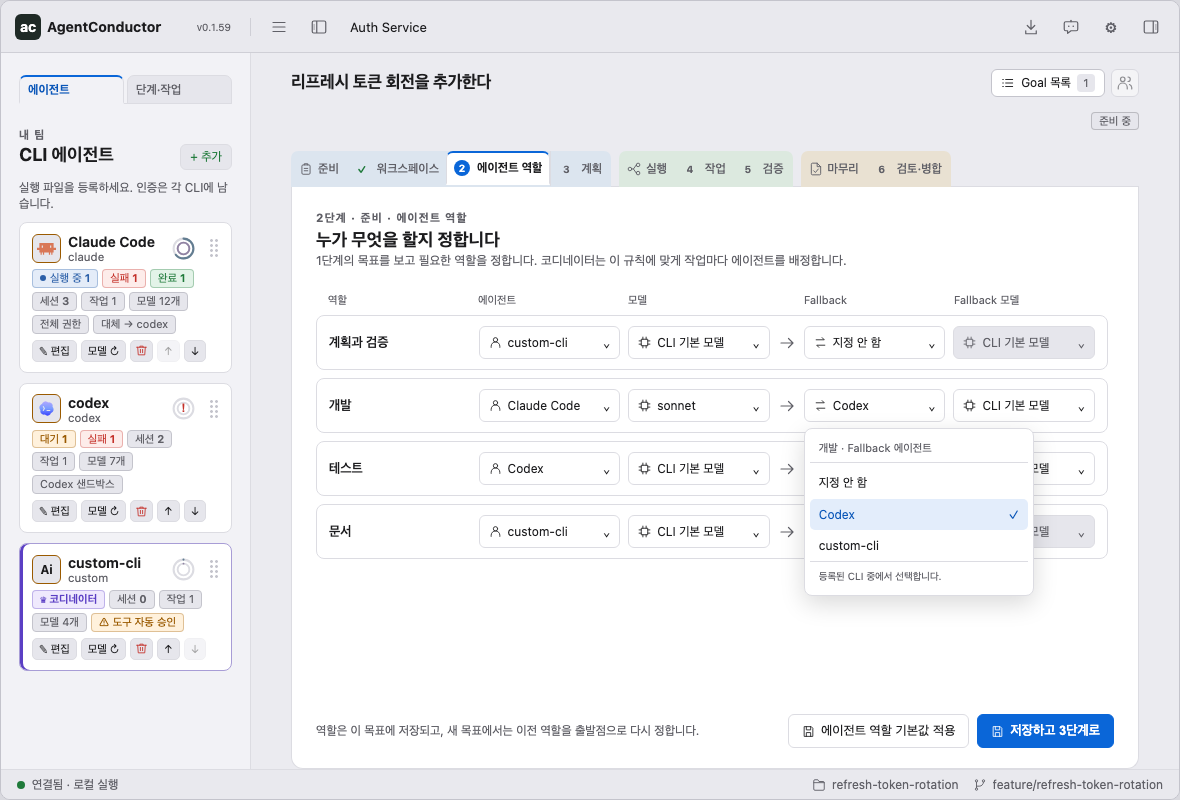 ac AgentConductor v0.1.59 Auth Service
에이전트 단계·작업
내 팀
CLI 에이전트
+ 추가
실행 파일을 등록하세요. 인증은 각 CLI에 남
습니다.
Claude Code
claude
실행 중 1 실패 1 완료 1
세션 3 작업 1 모델 12개
전체 권한 대체 → codex
✎ 편집 모델 ↻ ↑ ↓
codex
codex
대기 1 실패 1 세션 2
작업 1 모델 7개
Codex 샌드박스
✎ 편집 모델 ↻ ↑ ↓
Ai custom-cli
custom
코디네이터 세션 0 작업 1
모델 4개 ⚠ 도구 자동 승인
✎ 편집 모델 ↻ ↑ ↓
리프레시 토큰 회전을 추가한다
Goal 목록 1
준비 중
준비 ✓ 워크스페이스 2 에이전트 역할 3 계획 실행 4 작업 5 검증 마무리 6 검토·병합
2단계 · 준비 · 에이전트 역할
누가 무엇을 할지 정합니다
1단계의 목표를 보고 필요한 역할을 정합니다. 코디네이터는 이 규칙에 맞게 작업마다 에이전트를 배정합니다.
역할 에이전트 모델 Fallback Fallback 모델
계획과 검증 custom-cli CLI 기본 모델 → 지정 안 함 CLI 기본 모델
개발 Claude Code sonnet → Codex CLI 기본 모델
테스트 Codex CLI 기본 모델 → 모델
문서 custom-cli CLI 기본 모델 → 모델
개발 · Fallback 에이전트
지정 안 함
Codex ✓
custom-cli
등록된 CLI 중에서 선택합니다.
역할은 이 목표에 저장되고, 새 목표에서는 이전 역할을 출발점으로 다시 정합니다.
에이전트 역할 기본값 적용
저장하고 3단계로
연결됨 · 로컬 실행
refresh-token-rotation feature/refresh-token-rotation